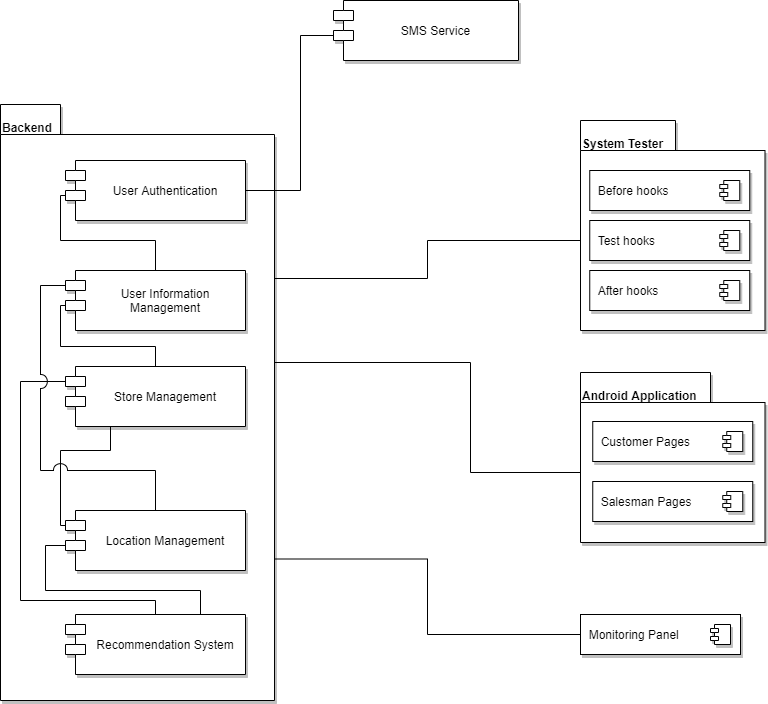 SMS Service
Backend
User Authentication
User Information
Management
Store Management
Location Management
Recommendation System
System Tester
Before hooks
Test hooks
After hooks
Android Application
Customer Pages
Salesman Pages
Monitoring Panel